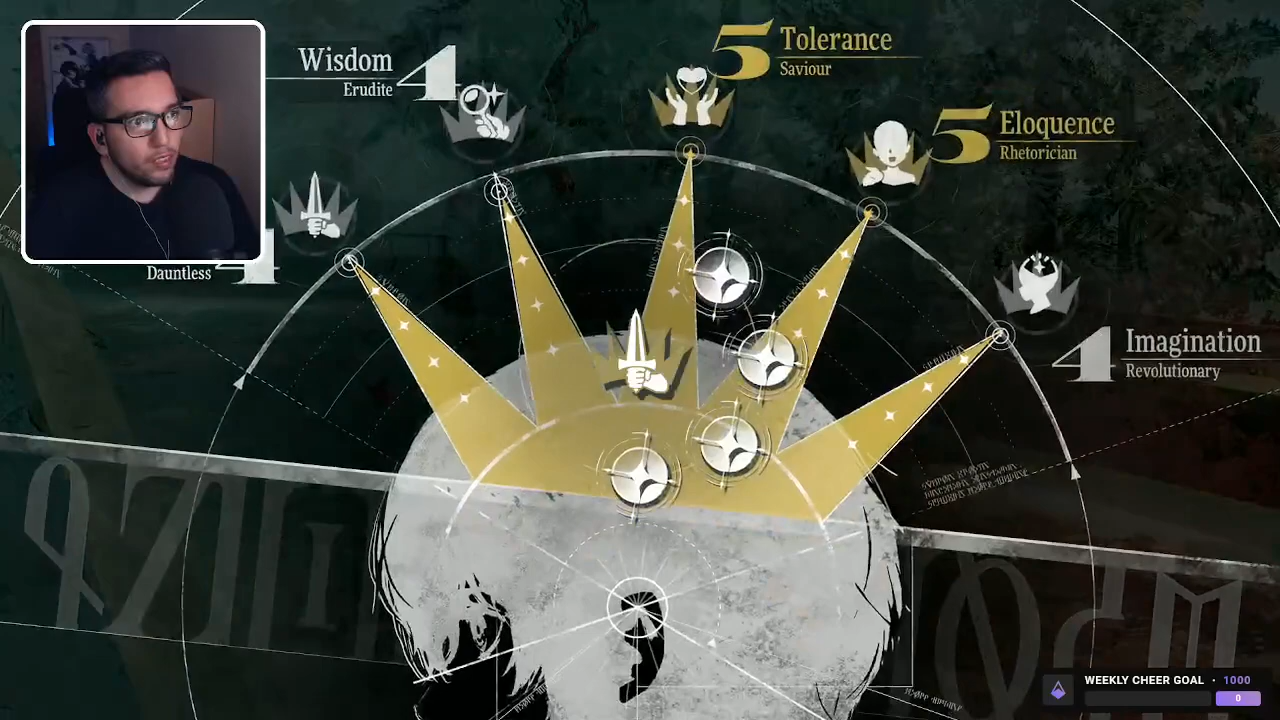 Wisdom
Erudite
4
5
Tolerance
Saviour
5
Eloquence
Rhetorician
Dauntless
4
4
Imagination
Revolutionary
WEEKLY CHEER GOAL · 1000
0